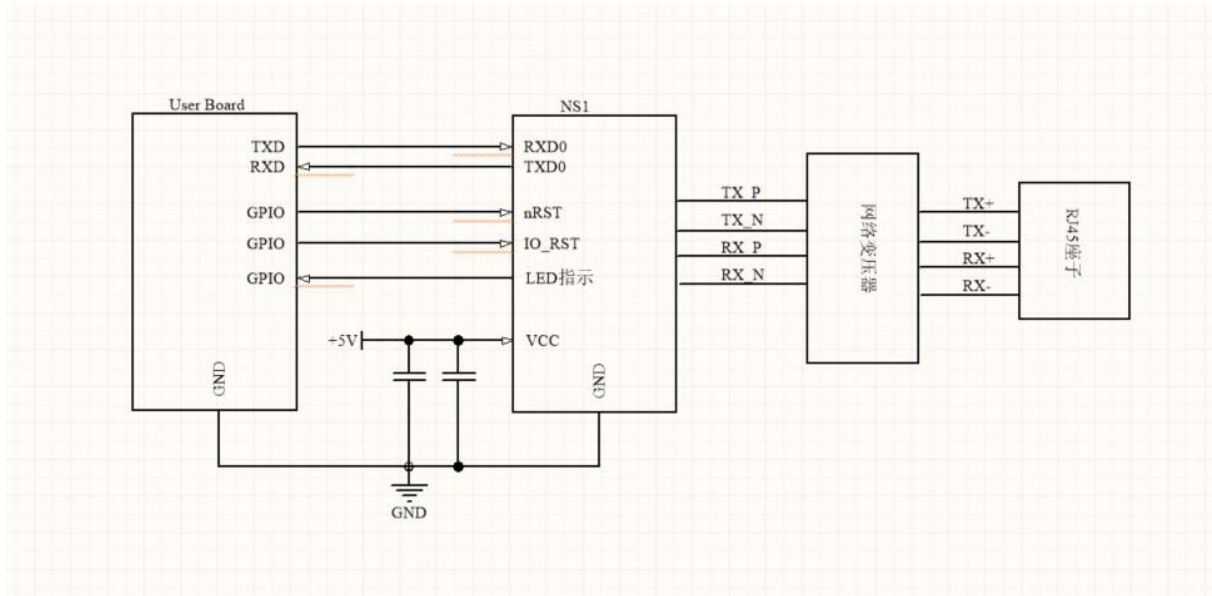 User Board
TXD
RXD
GPIO
GPIO
GPIO
GND
NS1
RXD0
TXD0
nRST
IO_RST
LED指示
VCC
GND
+5V
GND
TX_P
TX_N
RX_P
RX_N
网络变压器
TX+
TX-
RX+
RX-
RJ45座子